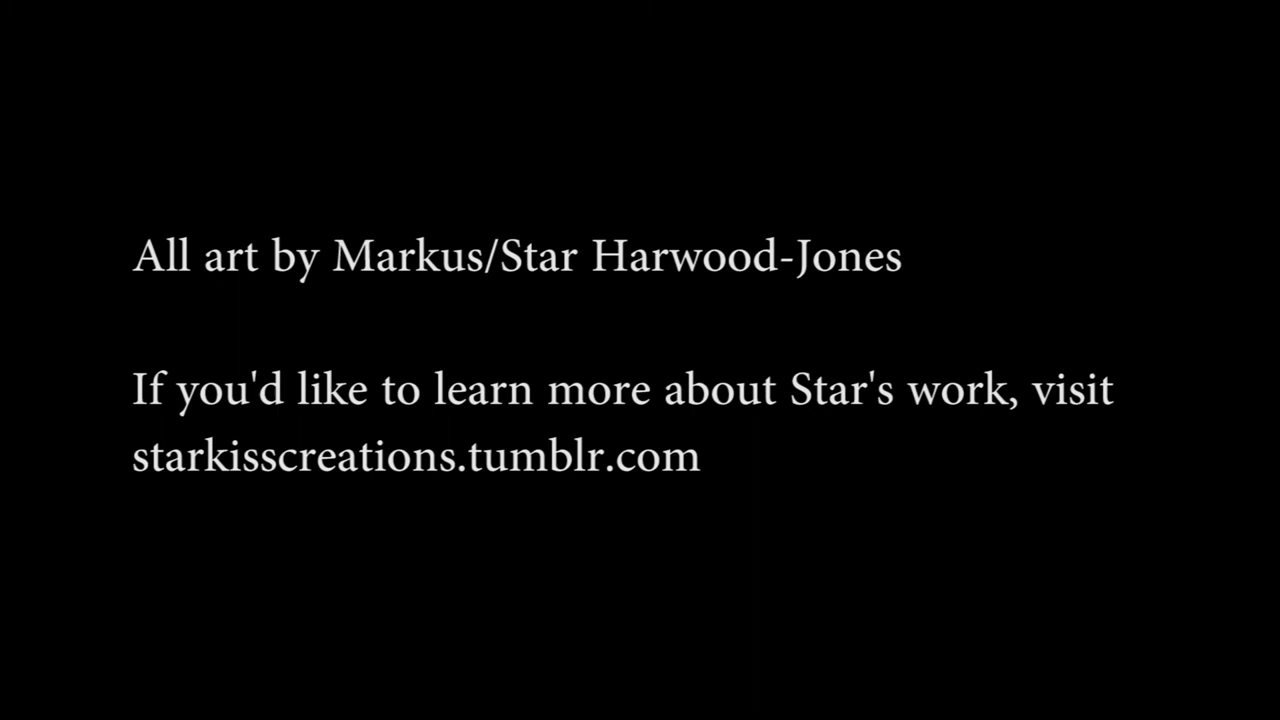 All art by Markus/Star Harwood-Jones
If you'd like to learn more about Star's work, visit
starkisscreations.tumblr.com